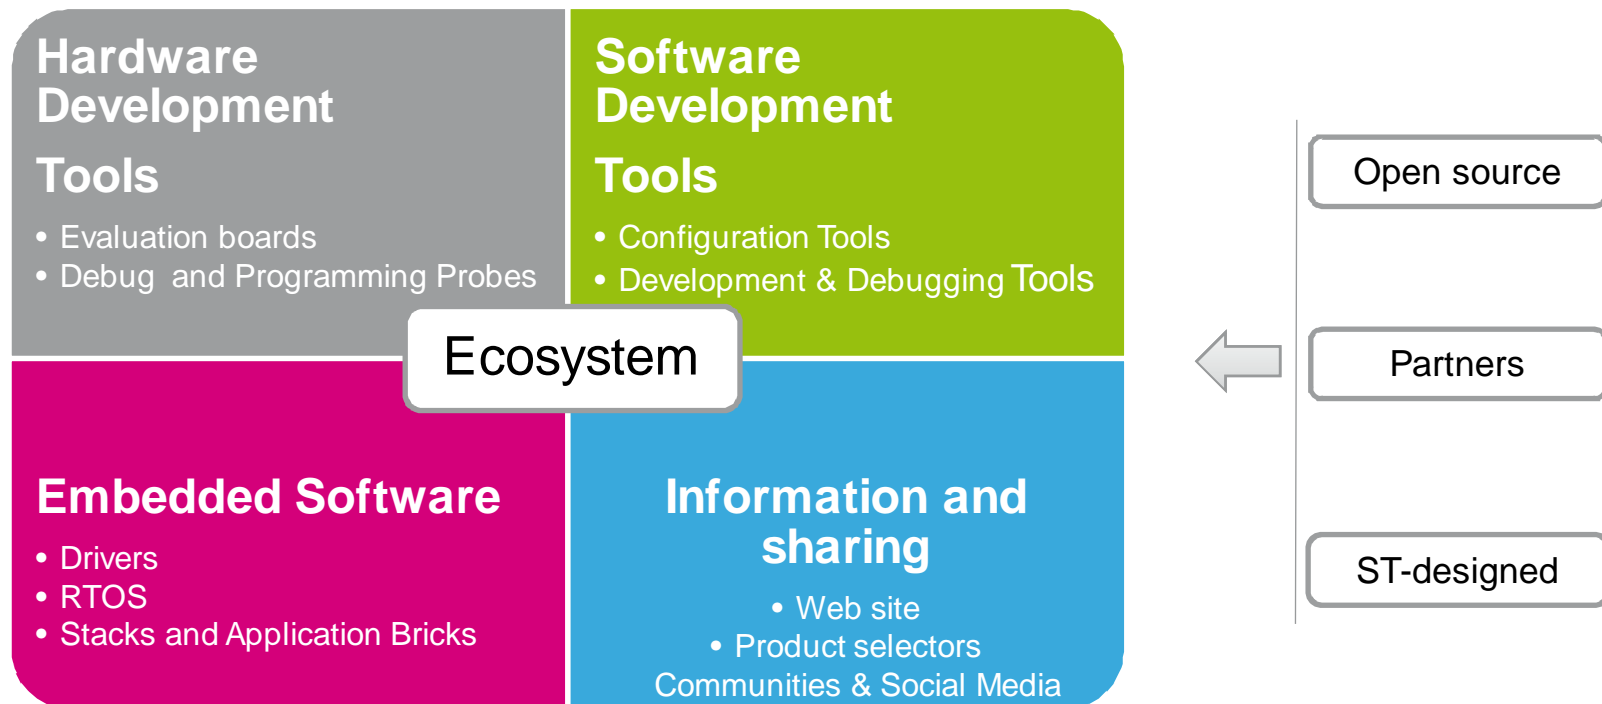 Hardware
Development
Tools
• Evaluation boards
• Debug and Programming Probes
Software
Development
Tools
• Configuration Tools
• Development & Debugging Tools
Ecosystem
Embedded Software
• Drivers
• RTOS
• Stacks and Application Bricks
Information and
sharing
• Web site
• Product selectors
Communities & Social Media
Open source
Partners
ST-designed